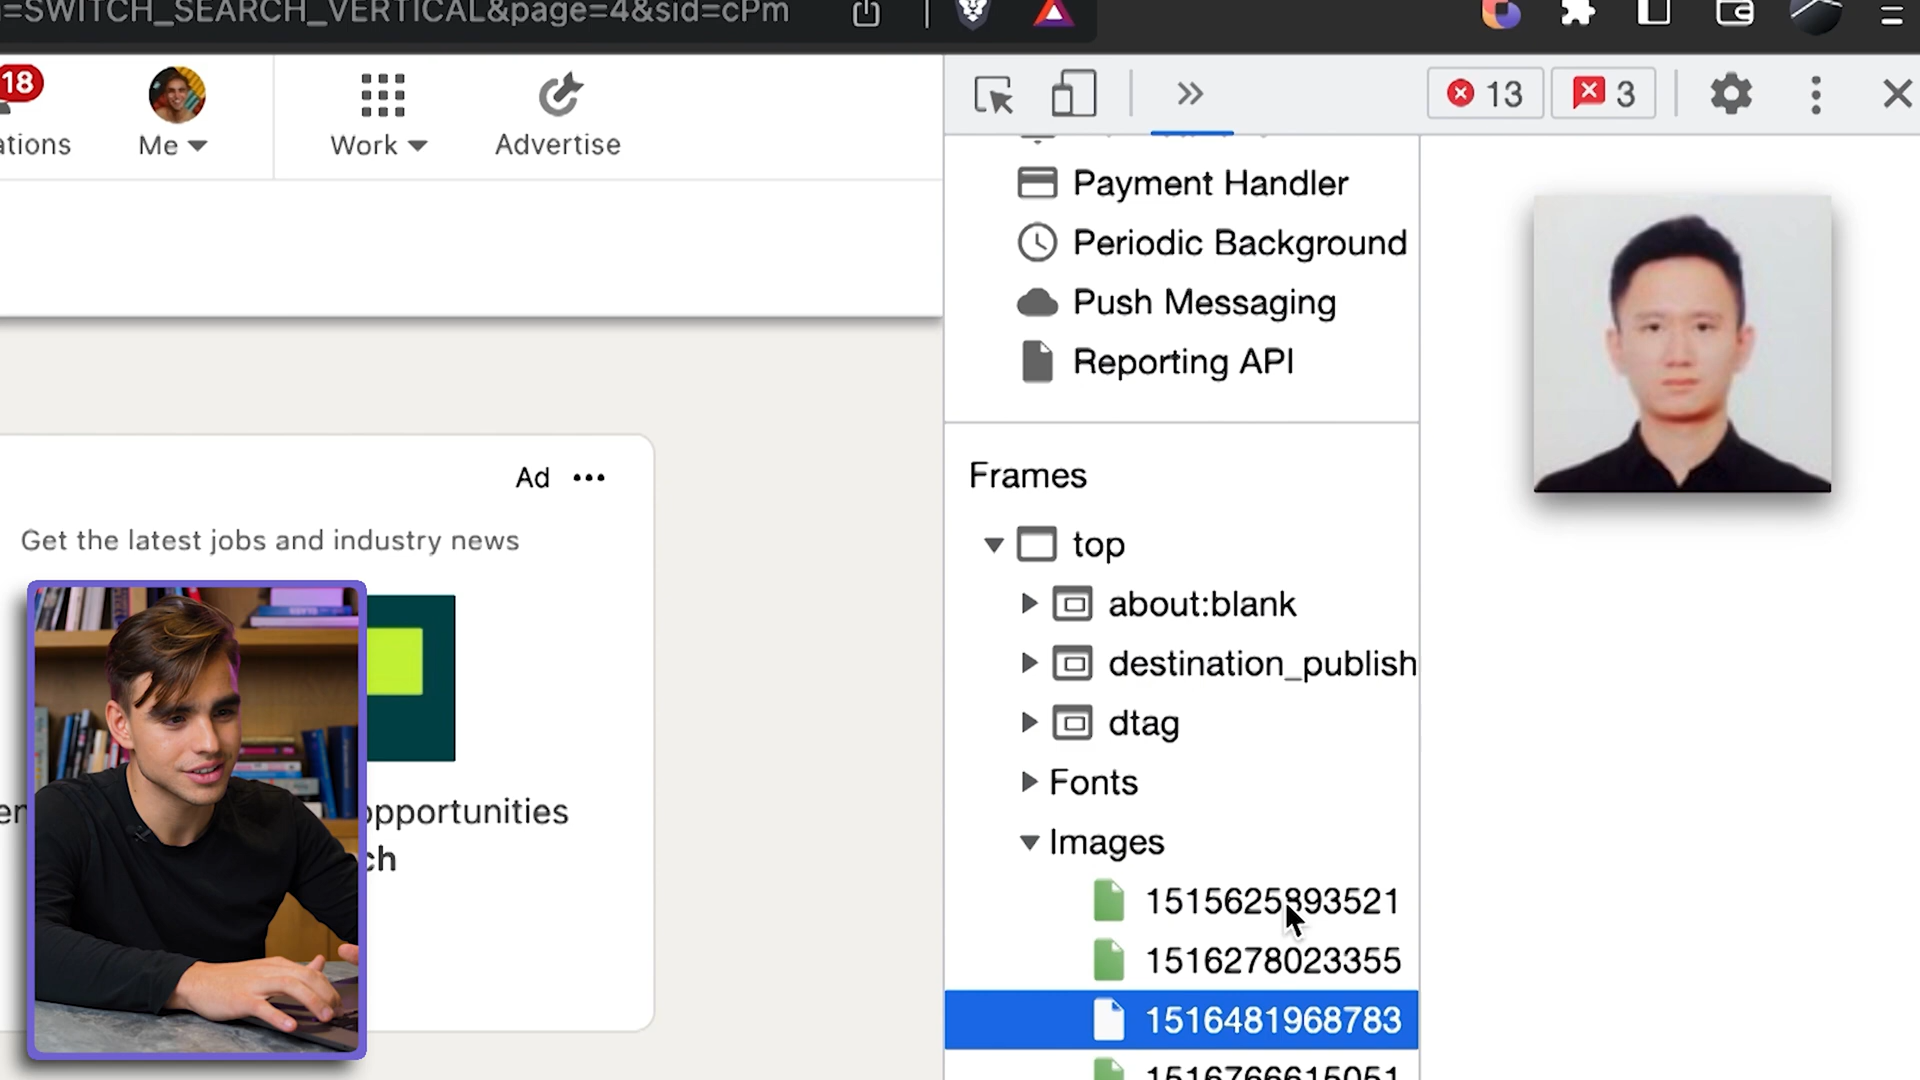 =SWITCH_SEARCH_VERTICAL&page=4&sid=cPm
18
ations
Me
Work
Advertise
13
3
Payment Handler
Periodic Background
Push Messaging
Reporting API
Frames
top
about:blank
destination_publish
dtag
Fonts
Images
1515625893521
1516278023355
1516481968783
1516766615051
Ad
Get the latest jobs and industry news
opportunities
ch